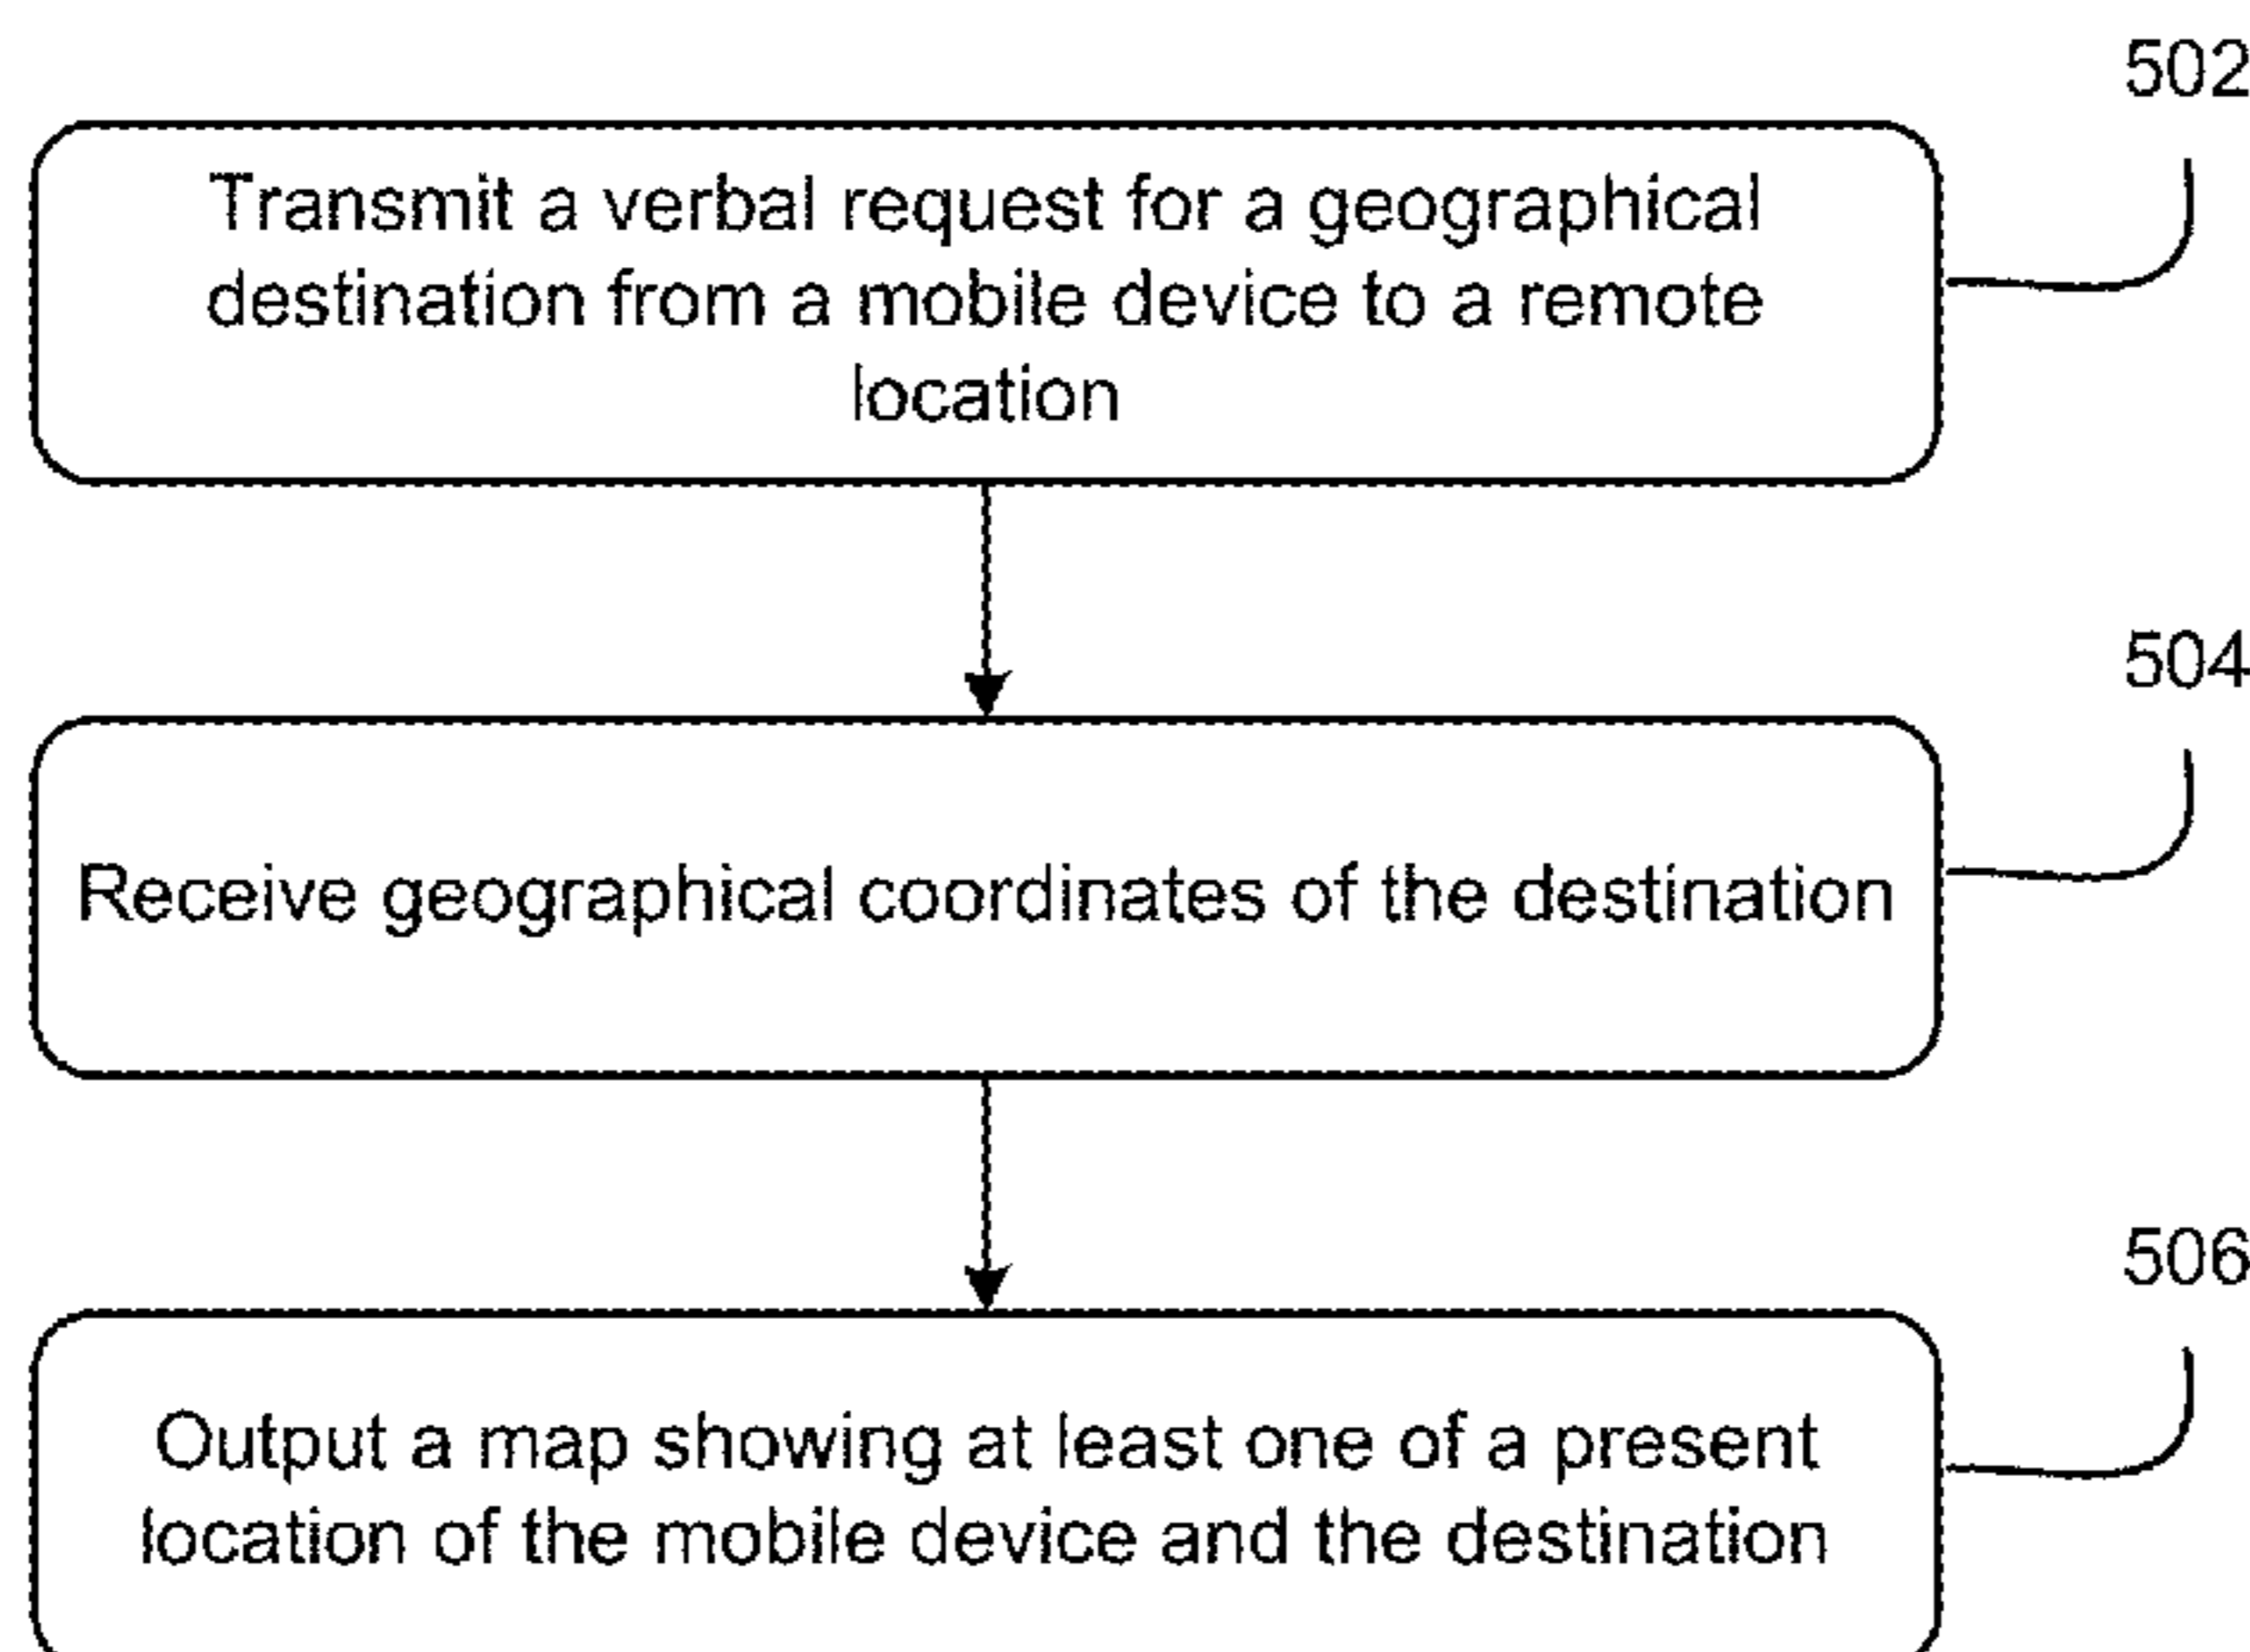 502
Transmit a verbal request for a geographical
destination from a mobile device to a remote
location
504
Receive geographical coordinates of the destination
506
Output a map showing at least one of a present
location of the mobile device and the destination